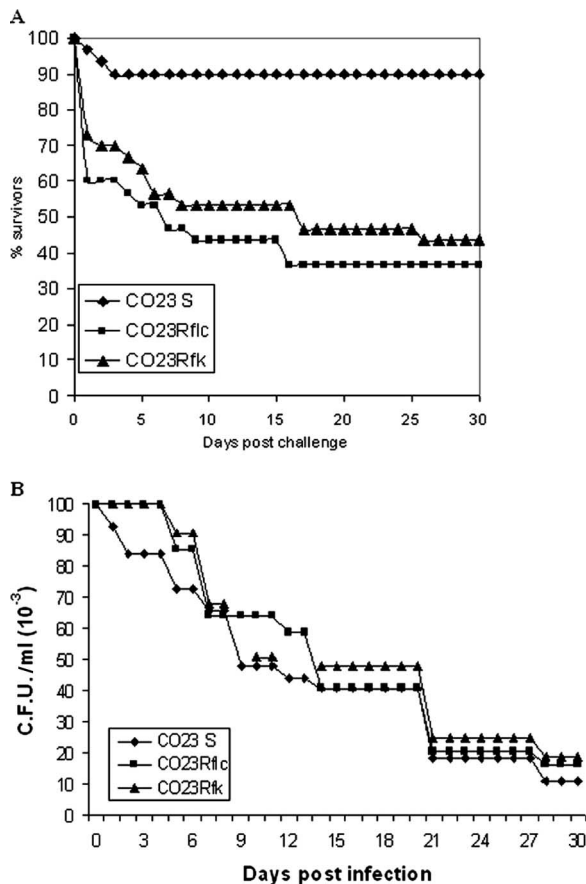 A
100
90
80
70
60
50
40
30
20
10
0
% survivors
CO23 S
CO23Rflc
CO23Rfk
0 5 10 15 20 25 30
Days post challenge
B
100
90
80
70
60
50
40
30
20
10
0
C.F.U./ml (10⁻³)
CO23 S
CO23Rflc
CO23Rfk
0 3 6 9 12 15 18 21 24 27 30
Days post infection